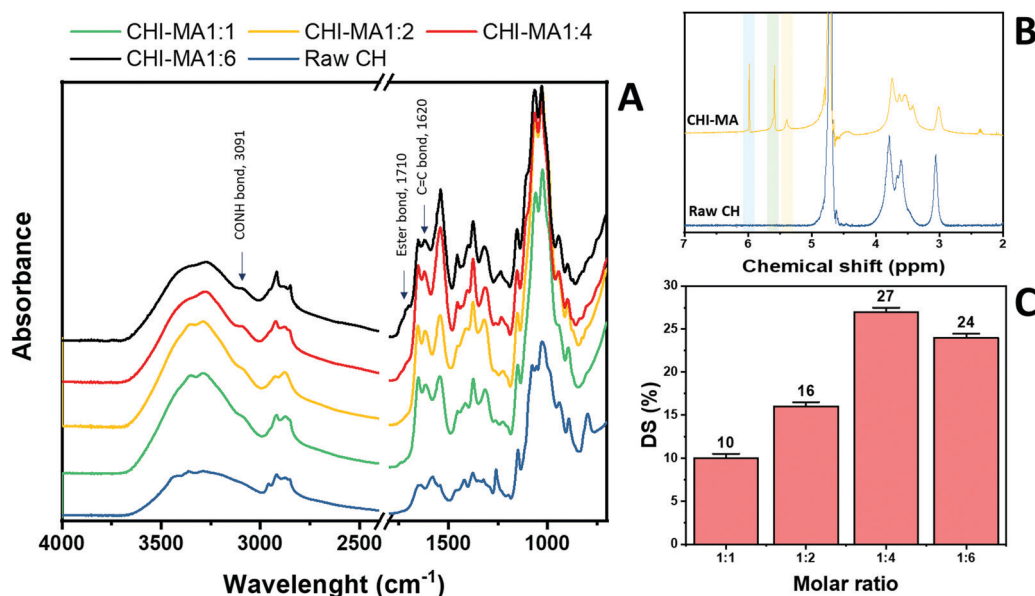 CHI-MA1:1 CHI-MA1:2 CHI-MA1:4
CHI-MA1:6 Raw CH
A
CONH bond, 3091
Ester bond, 1710
C=C bond, 1620
Absorbance
4000 3500 3000 2500 1500 1000
Wavelenght (cm-1)
B
CHI-MA
Raw CH
7 6 5 4 3 2
Chemical shift (ppm)
C
30
25
20
15
10
5
0
DS (%)
10
16
27
24
1:1 1:2 1:4 1:6
Molar ratio